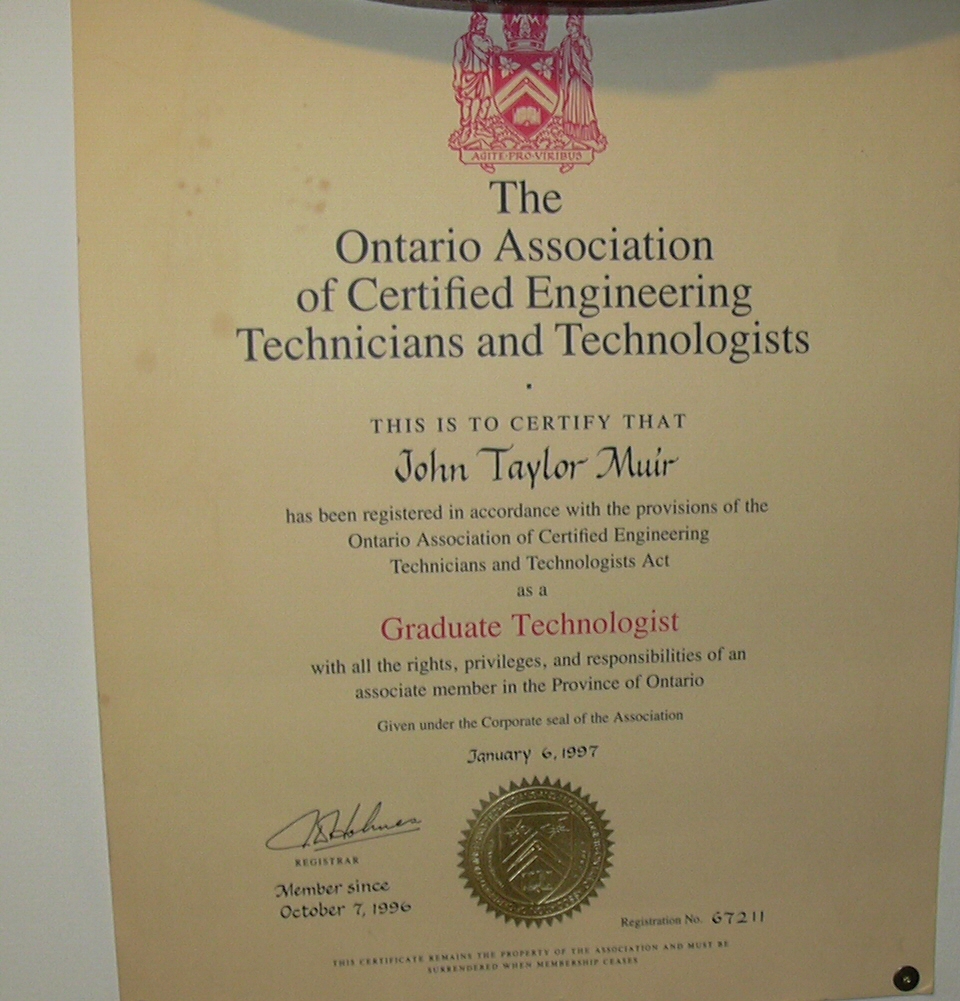 AGITE·PRO·VIRIBUS
The
Ontario Association
of Certified Engineering
Technicians and Technologists
THIS IS TO CERTIFY THAT
John Taylor Muir
has been registered in accordance with the provisions of the
Ontario Association of Certified Engineering
Technicians and Technologists Act
as a
Graduate Technologist
with all the rights, privileges, and responsibilities of an
associate member in the Province of Ontario
Given under the Corporate seal of the Association
January 6, 1997
REGISTRAR
Member since
October 7, 1996
Registration No. 67211
THIS CERTIFICATE REMAINS THE PROPERTY OF THE ASSOCIATION AND MUST BE
SURRENDERED WHEN MEMBERSHIP CEASES